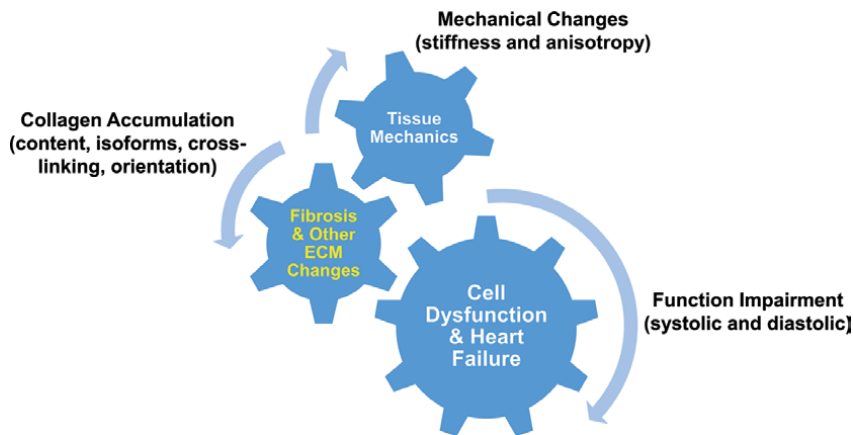 Mechanical Changes
(stiffness and anisotropy)
Collagen Accumulation
(content, isoforms, cross-
linking, orientation)
Tissue
Mechanics
Fibrosis
& Other
ECM
Changes
Cell
Dysfunction
& Heart
Failure
Function Impairment
(systolic and diastolic)